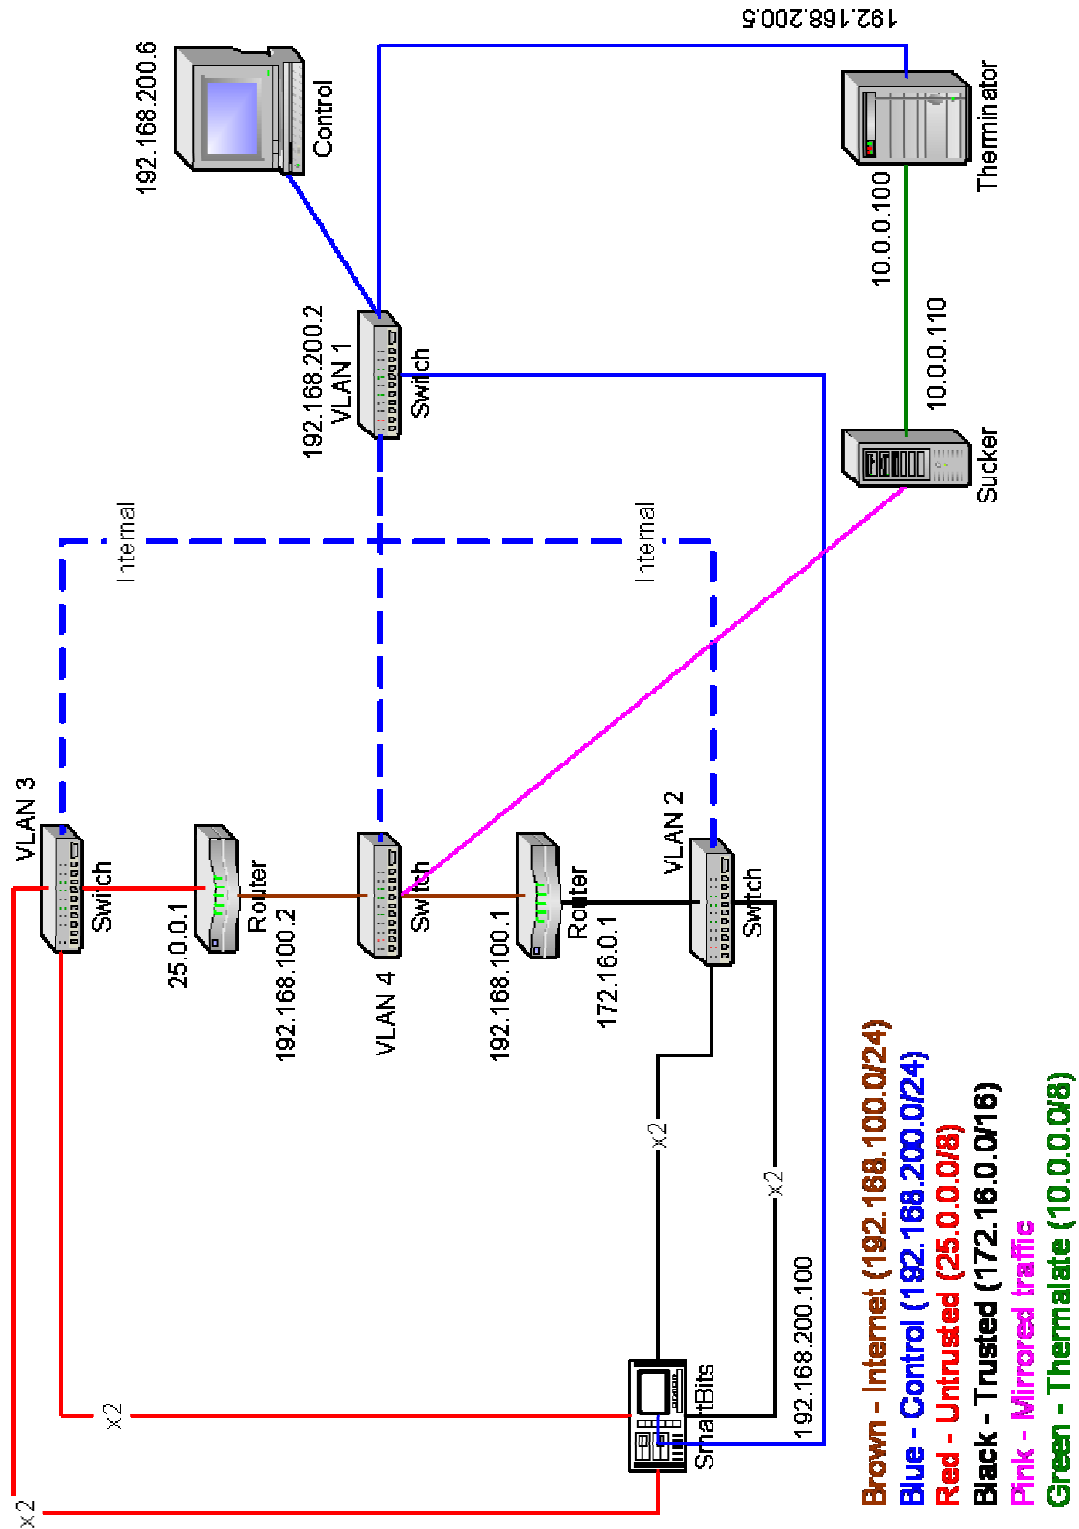 x2
x2
VLAN 3
Switch
Internal
192.168.200.6
Control
25.0.0.1
Router
192.168.100.2
VLAN 4
Switch
192.168.200.2
VLAN 1
Switch
192.168.100.1
Router
172.16.0.1
VLAN 2
Switch
Internal
x2
x2
SmartBits
192.168.200.100
Sucker
10.0.0.110
10.0.0.100
Therminator
192.168.200.5
Brown - Internet (192.168.100.0/24)
Blue - Control (192.168.200.0/24)
Red - Untrusted (25.0.0.0/8)
Black - Trusted (172.16.0.0/16)
Pink - Mirrored traffic
Green - Thermalate (10.0.0.0/8)